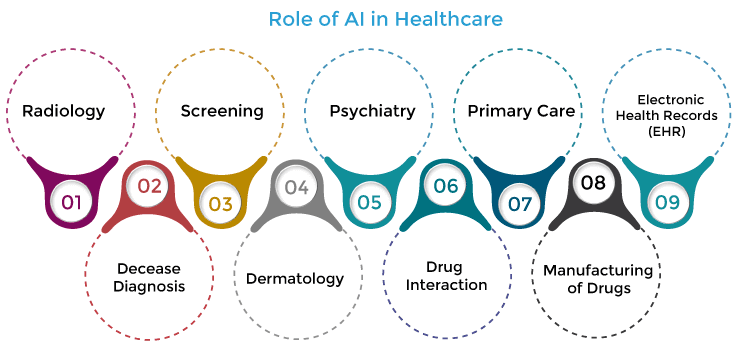 Role of AI in Healthcare
Radiology
01
02
Decease
Diagnosis
Screening
03
04
Dermatology
Psychiatry
05
06
Drug
Interaction
Primary Care
07
08
Manufacturing
of Drugs
Electronic
Health Records
(EHR)
09